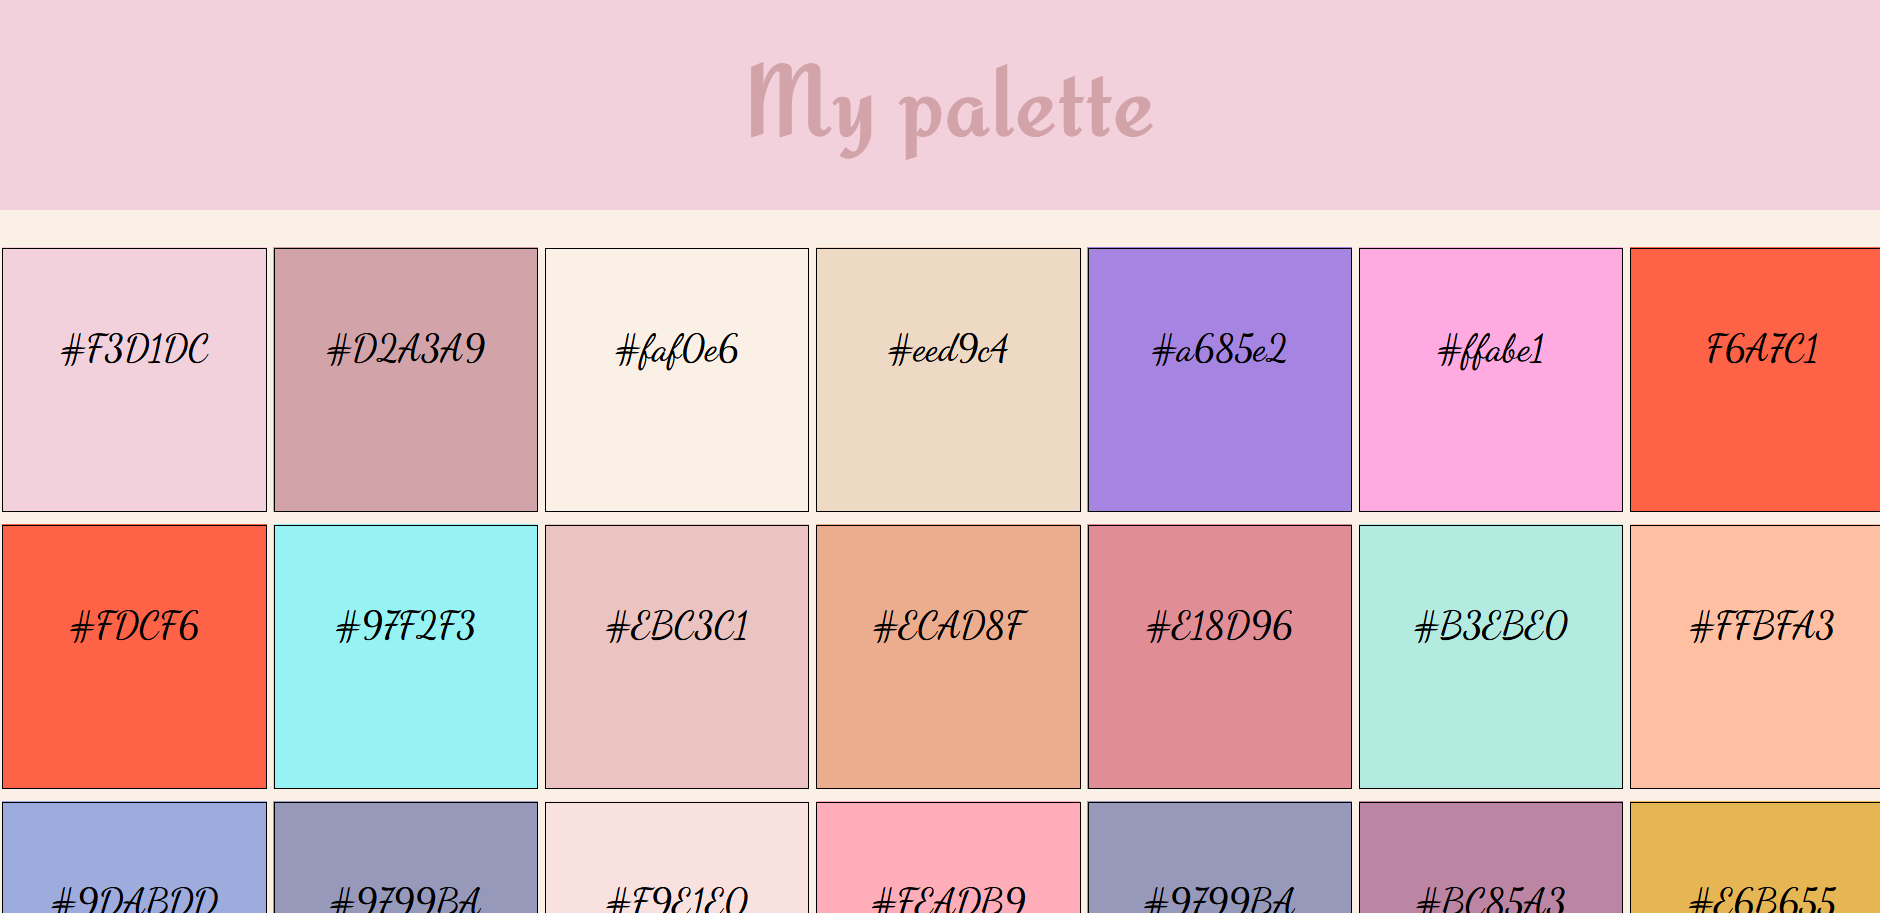 My palette
#F3D1DC #D2A3A9 #faf0e6 #eed9c4 #a685e2 #ffabe1 F6A7C1
#FDCF6 #97F2F3 #EBC3C1 #ECAD8F #E18D96 #B3EBE0 #FFBFA3
#9DABDD #9799BA #F9E1E0 #FEADB9 #9799BA #BC85A3 #E6B655